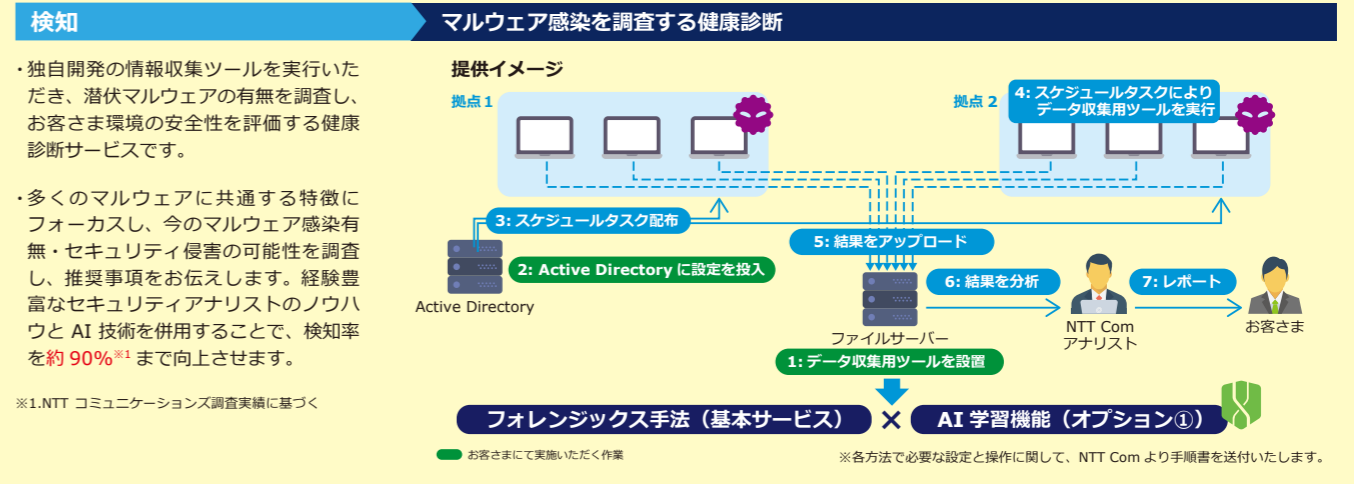 検知
マルウェア感染を調査する健康診断
・独自開発の情報収集ツールを実行いた
だき、潜伏マルウェアの有無を調査し、
お客さま環境の安全性を評価する健康
診断サービスです。
・多くのマルウェアに共通する特徴に
フォーカスし、今のマルウェア感染有
無・セキュリティ侵害の可能性を調査
し、推奨事項をお伝えします。経験豊
富なセキュリティアナリストのノウハ
ウと AI 技術を併用することで、検知率
を約 90%※1 まで向上させます。
※1.NTT コミュニケーションズ調査実績に基づく
提供イメージ
拠点 1
拠点 2
4: スケジュールタスクにより
データ収集用ツールを実行
3: スケジュールタスク配布
5: 結果をアップロード
2: Active Directory に設定を投入
Active Directory
6: 結果を分析
7: レポート
ファイルサーバー
NTT Com
アナリスト
お客さま
1: データ収集用ツールを設置
フォレンジックス手法（基本サービス） × AI 学習機能（オプション①）
お客さまにて実施いただく作業
※各方法で必要な設定と操作に関して、NTT Com より手順書を送付いたします。